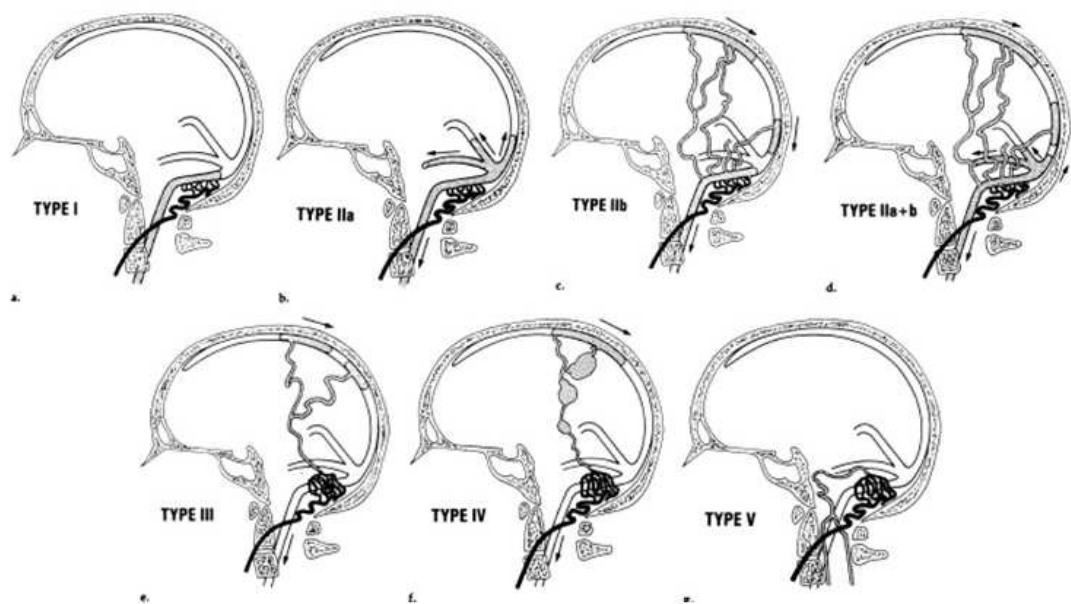 TYPE I
a.
TYPE IIa
b.
TYPE IIb
c.
TYPE IIa+b
d.
TYPE III
e.
TYPE IV
f.
TYPE V
g.